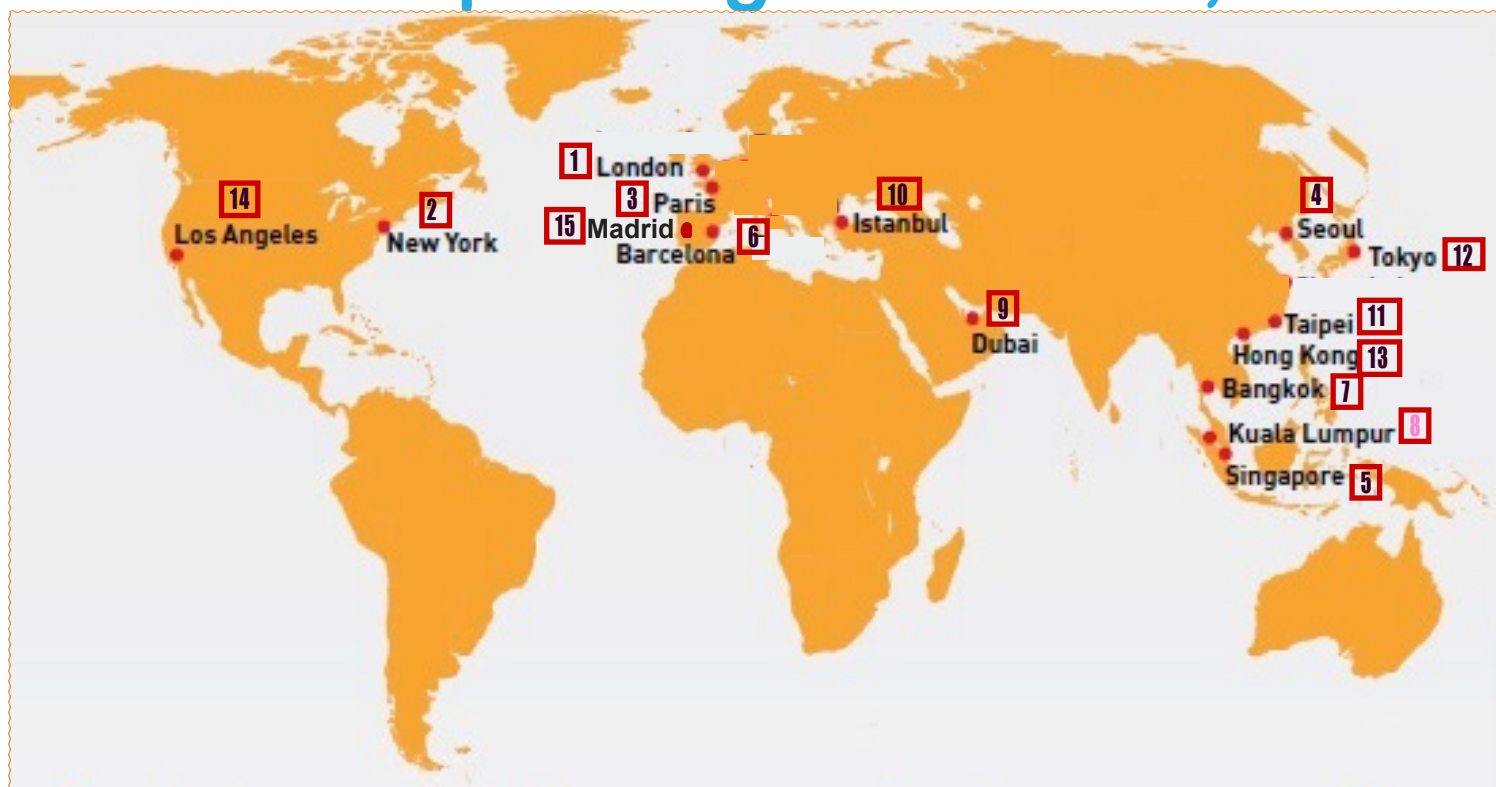 1 London
3 Paris
15 Madrid
Barcelona 6
14
Los Angeles
2
New York
10
Istanbul
4
Seoul
Tokyo 12
9
Dubai
Taipei 11
Hong Kong 13
Bangkok 7
Kuala Lumpur 8
Singapore 5